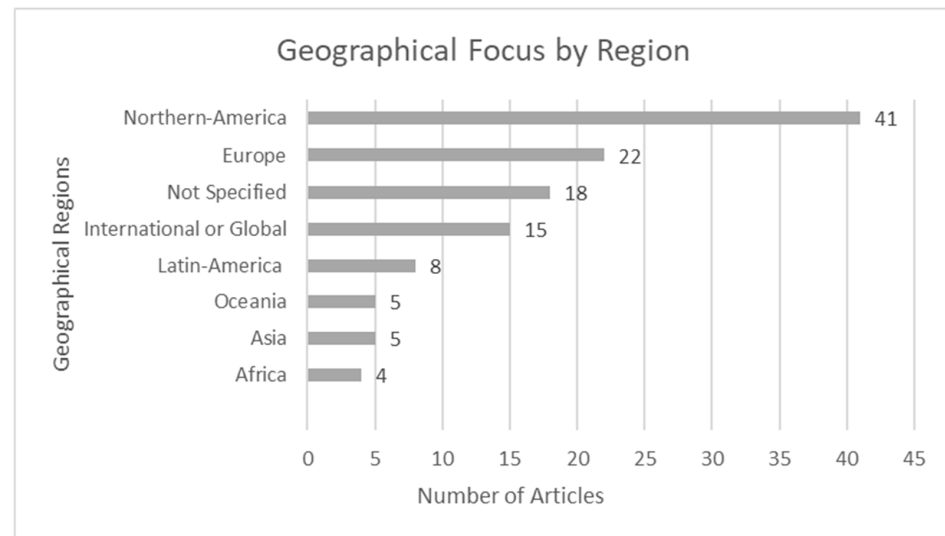 Geographical Focus by Region
Geographical Regions
Northern-America 41
Europe 22
Not Specified 18
International or Global 15
Latin-America 8
Oceania 5
Asia 5
Africa 4
0 5 10 15 20 25 30 35 40 45
Number of Articles